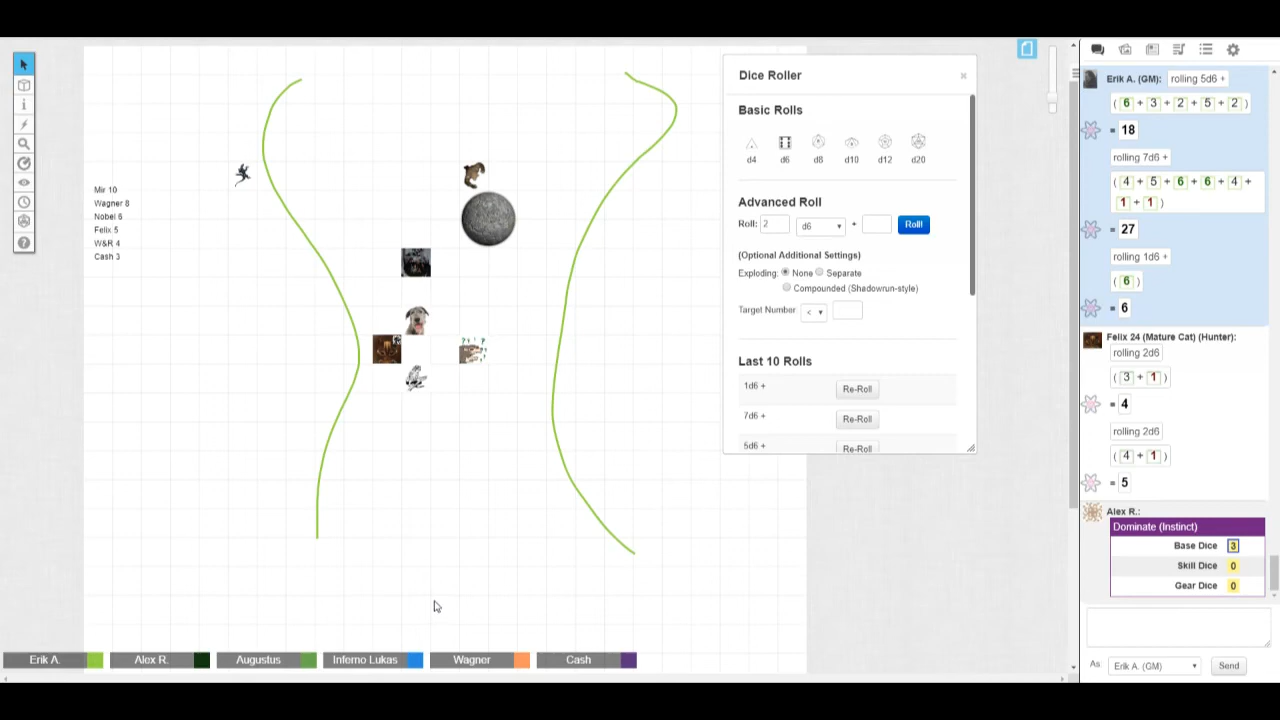 Mir 10
Wagner 8
Nobel 6
Felix 5
W&R 4
Cash 3
Dice Roller ×
Basic Rolls
d4 d6 d8 d10 d12 d20
Advanced Roll
Roll: 2 d6 + Roll!
(Optional Additional Settings)
Exploding: None Separate
Compounded (Shadowrun-style)
Target Number <
Last 10 Rolls
1d6 + Re-Roll
7d6 + Re-Roll
5d6 + Re-Roll
Erik A. (GM): rolling 5d6 +
(6+3+2+5+2)
= 18
rolling 7d6 +
(4+5+6+6+4+
1+1)
= 27
rolling 1d6 +
(6)
= 6
Felix 24 (Mature Cat) (Hunter):
rolling 2d6
(3+1)
= 4
rolling 2d6
(4+1)
= 5
Alex R.:
Dominate (Instinct)
Base Dice 3
Skill Dice 0
Gear Dice 0
As: Erik A. (GM) Send
Erik A. Alex R. Augustus Inferno Lukas Wagner Cash